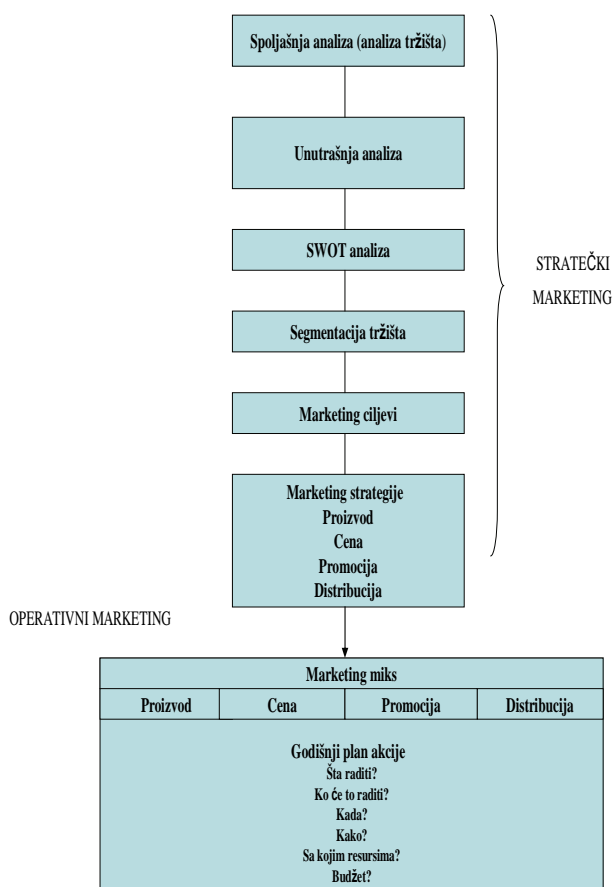 Spoljašnja analiza (analiza tržišta)
Unutrašnja analiza
SWOT analiza
Segmentacija tržišta
Marketing ciljevi
Marketing strategije
Proizvod
Cena
Promocija
Distribucija
STRATEČKI
MARKETING
OPERATIVNI MARKETING
Marketing miks
Proizvod
Cena
Promocija
Distribucija
Godišnji plan akcije
Šta raditi?
Ko će to raditi?
Kada?
Kako?
Sa kojim resursima?
Budžet?